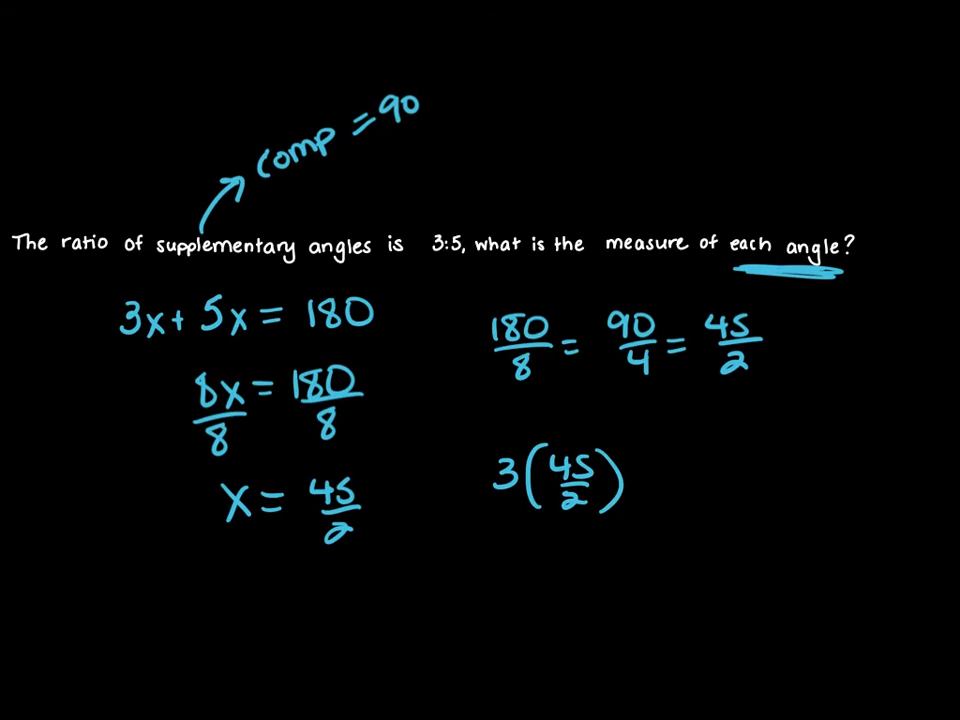 comp = 90
The ratio of supplementary angles is 3:5, what is the measure of each angle?
3x + 5x = 180
180/8 = 90/4 = 45/2
8x/8 = 180/8
3(45/2)
x = 45/2